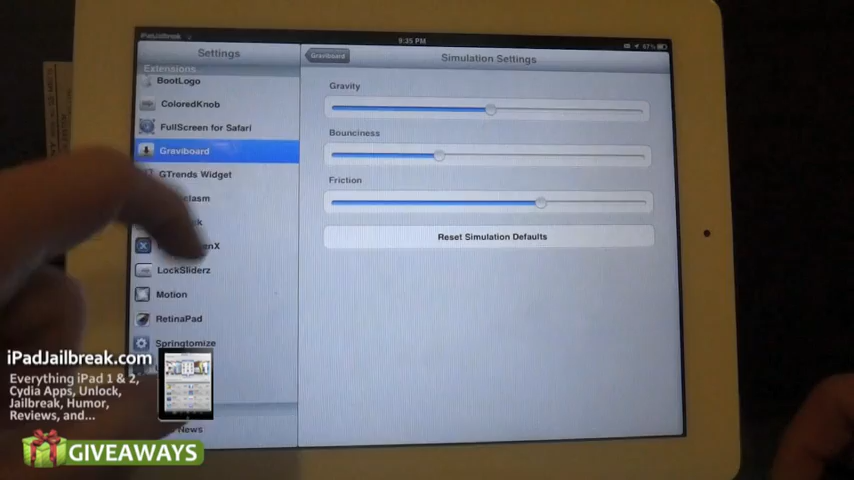 iPadJailbreak
9:35 PM
67%
Settings
Graviboard
Simulation Settings
Extensions
BootLogo
ColoredKnob
FullScreen for Safari
Graviboard
GTrends Widget
LockSliderz
Motion
RetinaPad
Springtomize
News
Gravity
Bounciness
Friction
Reset Simulation Defaults
iPadJailbreak.com
Everything iPad 1 & 2,
Cydia Apps, Unlock,
Jailbreak, Humor,
Reviews, and...
GIVEAWAYS